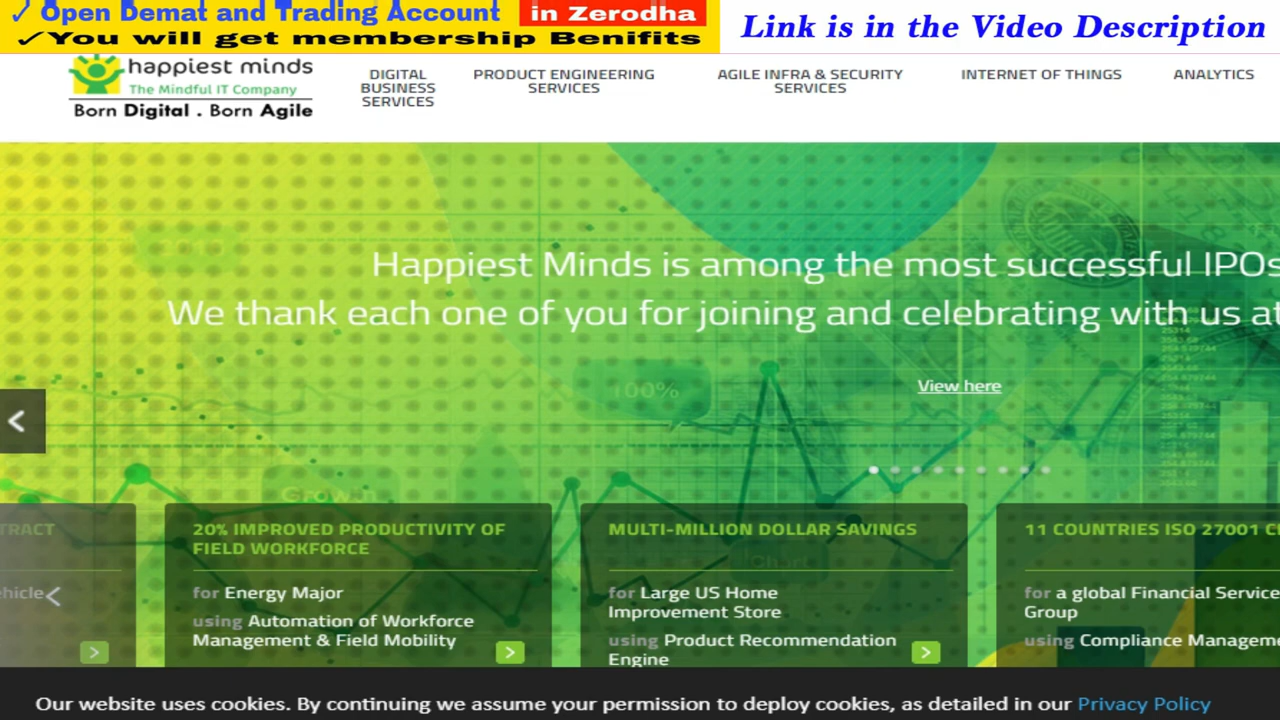 ✓ Open Demat and Trading Account in Zerodha
✓You will get membership Benifits
Link is in the Video Description
happiest minds
The Mindful IT Company
Born Digital . Born Agile
DIGITAL BUSINESS SERVICES
PRODUCT ENGINEERING SERVICES
AGILE INFRA & SECURITY SERVICES
INTERNET OF THINGS
ANALYTICS
Happiest Minds is among the most successful IPOs
We thank each one of you for joining and celebrating with us at
View here
100%
Growth
Chart
TRACT
hicle
20% IMPROVED PRODUCTIVITY OF
FIELD WORKFORCE
for Energy Major
using Automation of Workforce
Management & Field Mobility
MULTI-MILLION DOLLAR SAVINGS
for Large US Home
Improvement Store
using Product Recommendation
Engine
11 COUNTRIES ISO 27001 C
for a global Financial Service
Group
using Compliance Manageme
Our website uses cookies. By continuing we assume your permission to deploy cookies, as detailed in our Privacy Policy